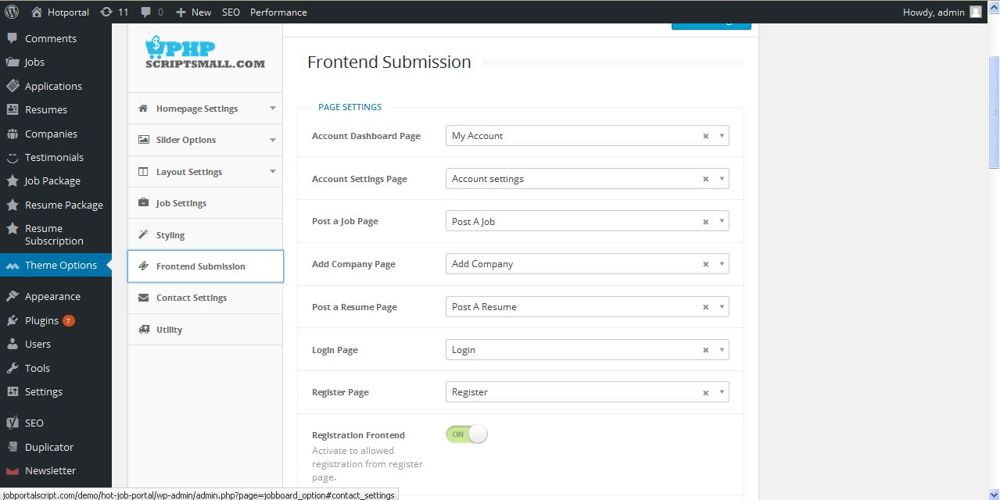 Hotportal 11 0 New SEO Performance Howdy, admin
Comments
Jobs
Applications
Resumes
Companies
Testimonials
Job Package
Resume Package
Resume
Subscription
Theme Options
Appearance
Plugins 7
Users
Tools
Settings
SEO
Duplicator
Newsletter
$PHP
SCRIPTSMALL.COM
Homepage Settings
Slider Options
Layout Settings
Job Settings
Styling
Frontend Submission
Contact Settings
Utility
Frontend Submission
PAGE SETTINGS
Account Dashboard Page My Account
Account Settings Page Account settings
Post a Job Page Post A Job
Add Company Page Add Company
Post a Resume Page Post A Resume
Login Page Login
Register Page Register
Registration Frontend ON
Activate to allowed
registration from register
page.
jobportalscript.com/demo/hot-job-portal/wp-admin/admin.php?page=jobboard_option#contact_settings